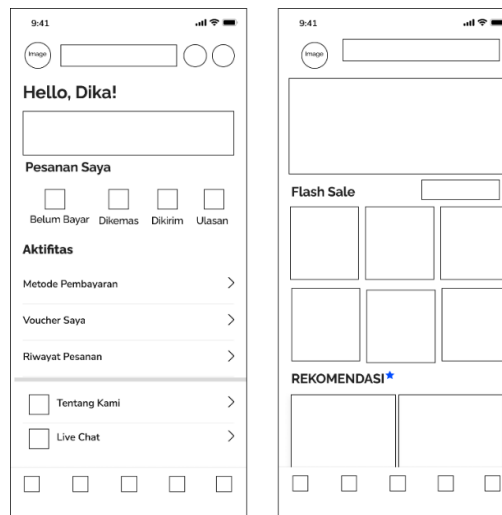 9:41
Image
Hello, Dika!
Pesanan Saya
Belum Bayar Dikemas Dikirim Ulasan
Aktifitas
Metode Pembayaran
Voucher Saya
Riwayat Pesanan
Tentang Kami
Live Chat
9:41
Image
Flash Sale
REKOMENDASI